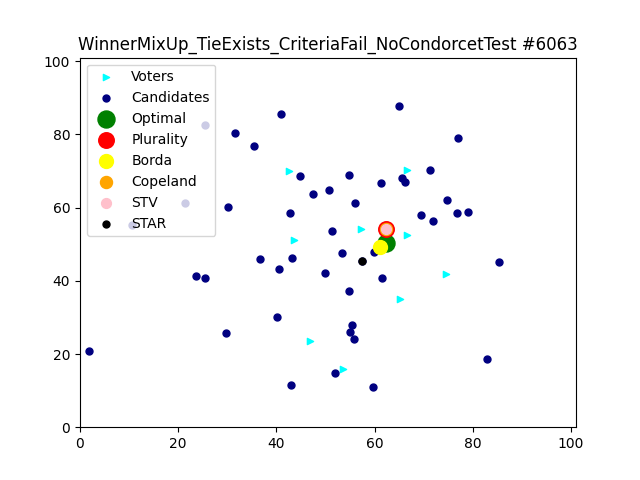 WinnerMixUp_TieExists_CriteriaFail_NoCondorcetTest #6063
100
80
60
40
20
0
Voters
Candidates
Optimal
Plurality
Borda
Copeland
STV
STAR
0 20 40 60 80 100